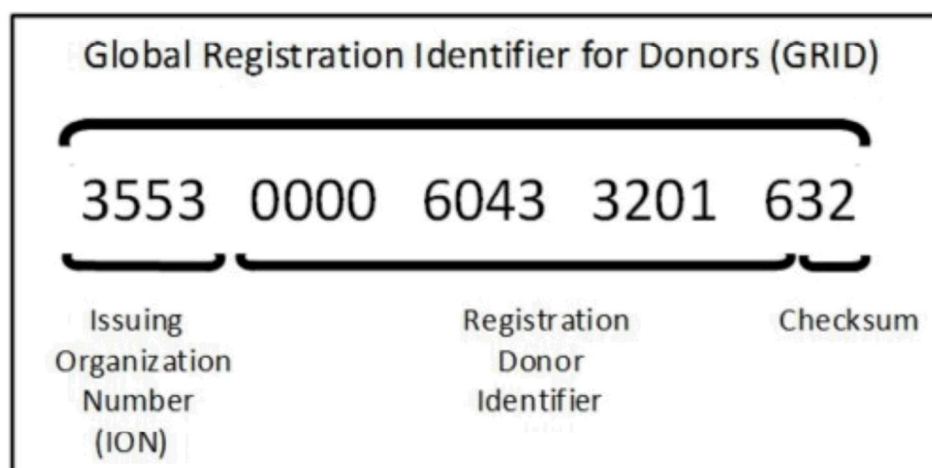 Global Registration Identifier for Donors (GRID)
3553 0000 6043 3201 632
Issuing
Organization
Number
(ION)
Registration
Donor
Identifier
Checksum